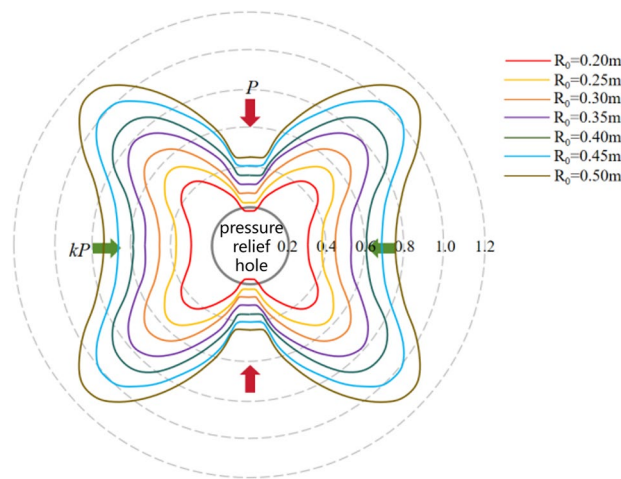 P
R₀=0.20m
R₀=0.25m
R₀=0.30m
R₀=0.35m
R₀=0.40m
R₀=0.45m
R₀=0.50m
pressure
relief
hole
kP
0.2 0.4 0.6 0.8 1.0 1.2